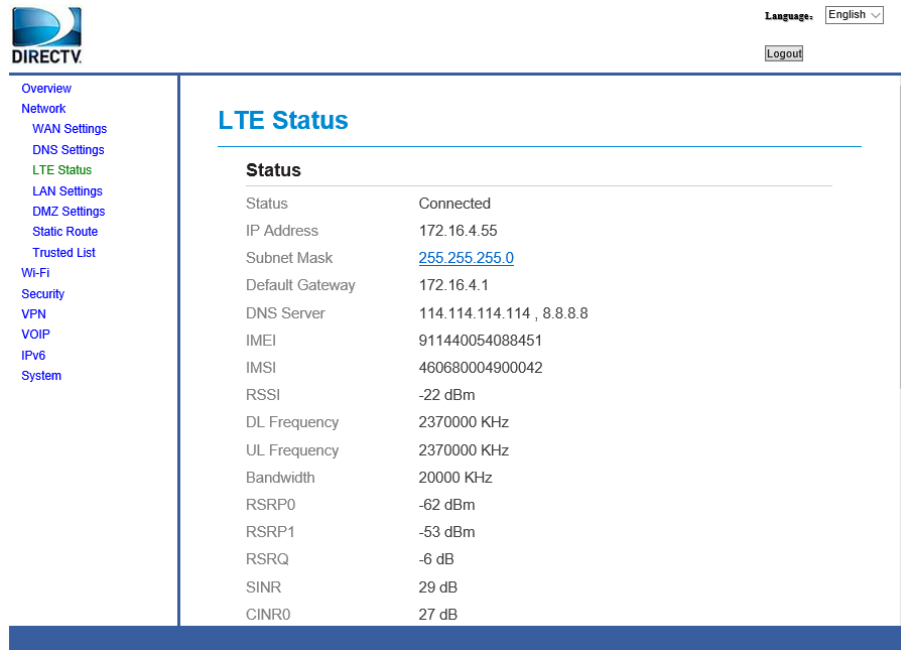 DIRECTV
Language: English
Logout
Overview
Network
WAN Settings
DNS Settings
LTE Status
LAN Settings
DMZ Settings
Static Route
Trusted List
Wi-Fi
Security
VPN
VOIP
IPv6
System
LTE Status
Status
Status Connected
IP Address 172.16.4.55
Subnet Mask 255.255.255.0
Default Gateway 172.16.4.1
DNS Server 114.114.114.114 , 8.8.8.8
IMEI 911440054088451
IMSI 460680004900042
RSSI -22 dBm
DL Frequency 2370000 KHz
UL Frequency 2370000 KHz
Bandwidth 20000 KHz
RSRP0 -62 dBm
RSRP1 -53 dBm
RSRQ -6 dB
SINR 29 dB
CINR0 27 dB